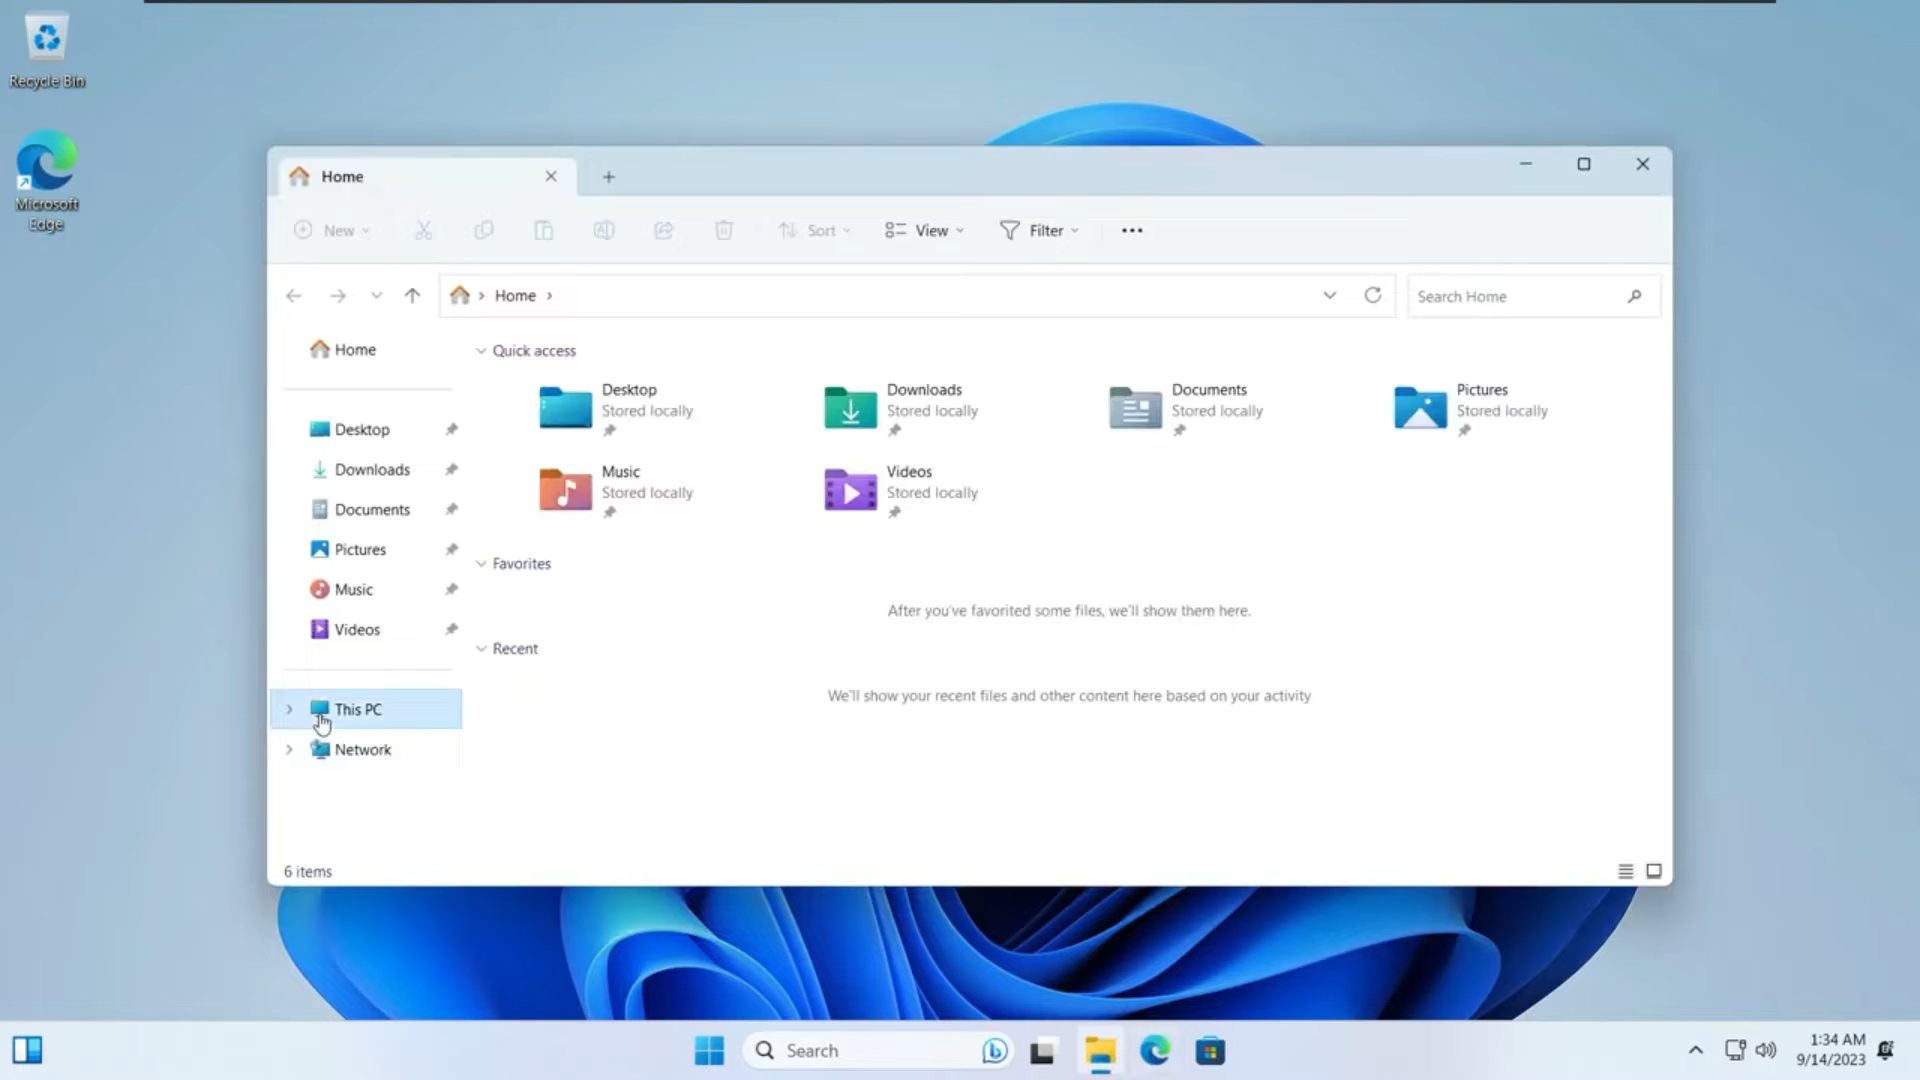 Recycle Bin
Microsoft
Edge
Home
New
Sort
View
Filter
Home
Search Home
Home
Desktop
Downloads
Documents
Pictures
Music
Videos
This PC
Network
Quick access
Desktop
Stored locally
Downloads
Stored locally
Documents
Stored locally
Pictures
Stored locally
Music
Stored locally
Videos
Stored locally
Favorites
After you've favorited some files, we'll show them here.
Recent
We'll show your recent files and other content here based on your activity
6 items
Search
1:34 AM
9/14/2023